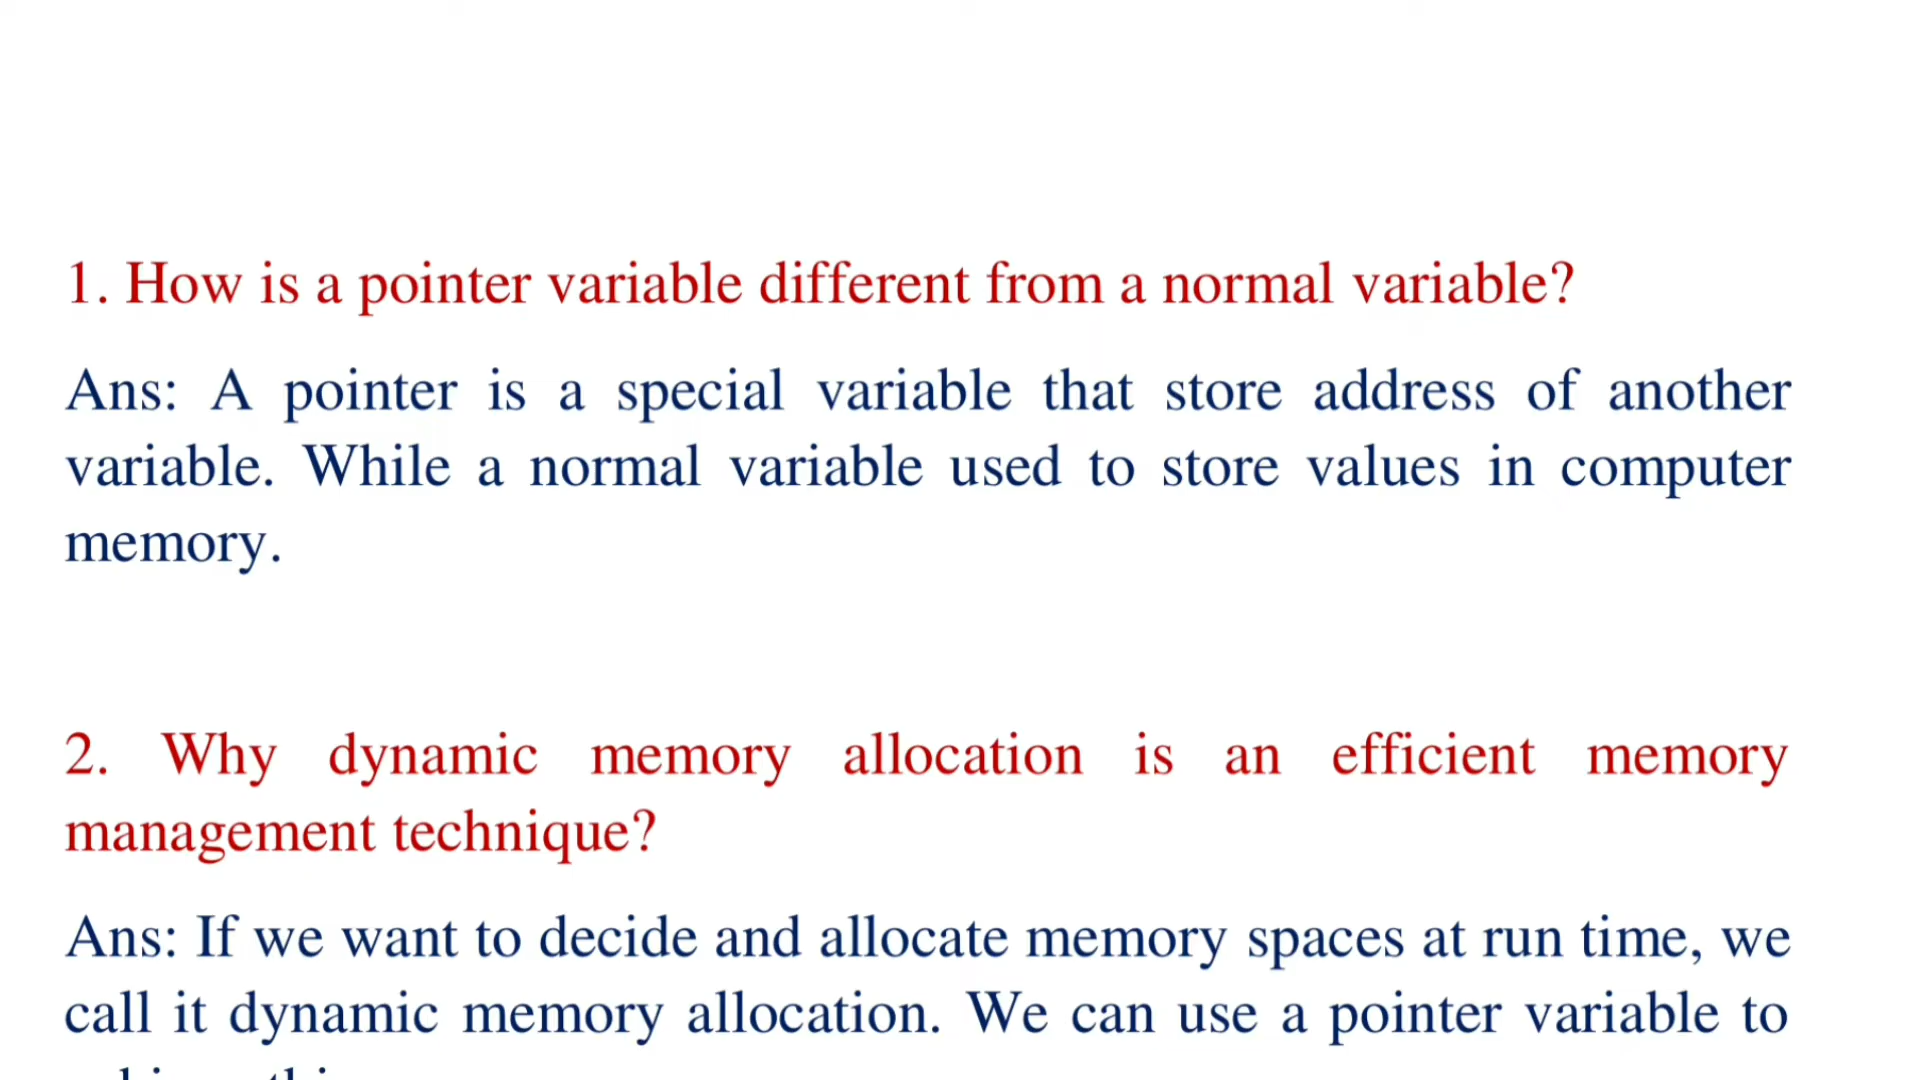 1. How is a pointer variable different from a normal variable?
Ans: A pointer is a special variable that store address of another
variable. While a normal variable used to store values in computer
memory.
2. Why dynamic memory allocation is an efficient memory
management technique?
Ans: If we want to decide and allocate memory spaces at run time, we
call it dynamic memory allocation. We can use a pointer variable to